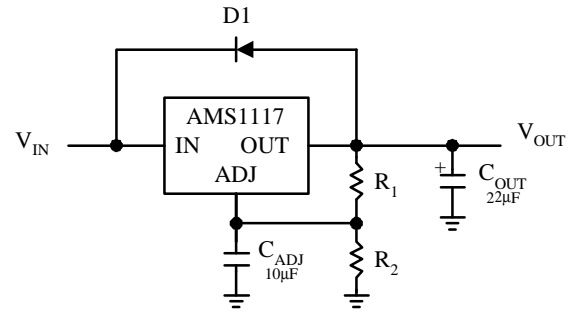 D1
AMS1117
V_IN
IN OUT
V_OUT
ADJ
+
R_1
C_OUT
22µF
C_ADJ
10µF
R_2